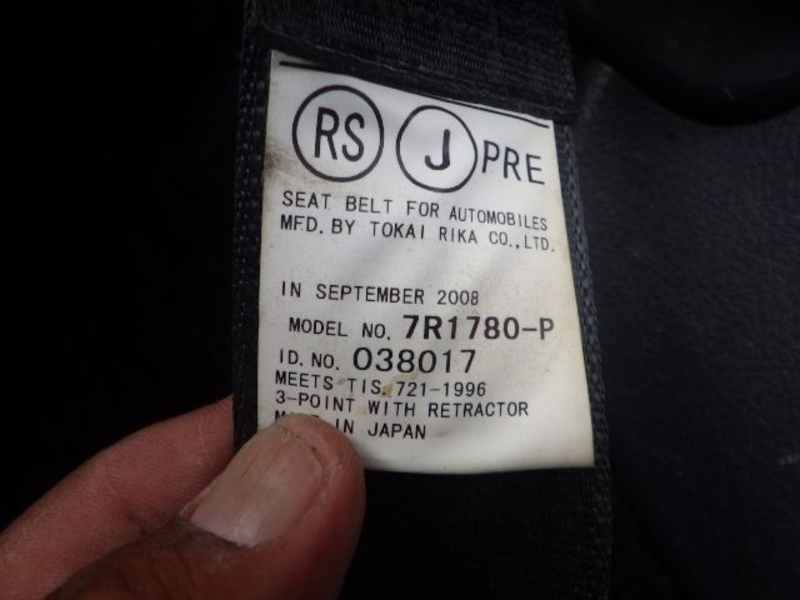 RS J PRE
SEAT BELT FOR AUTOMOBILES
MFD. BY TOKAI RIKA CO., LTD.
IN SEPTEMBER 2008
MODEL NO. 7R1780-P
ID. NO. 038017
MEETS TIS. 721-1996
3-POINT WITH RETRACTOR
IN JAPAN